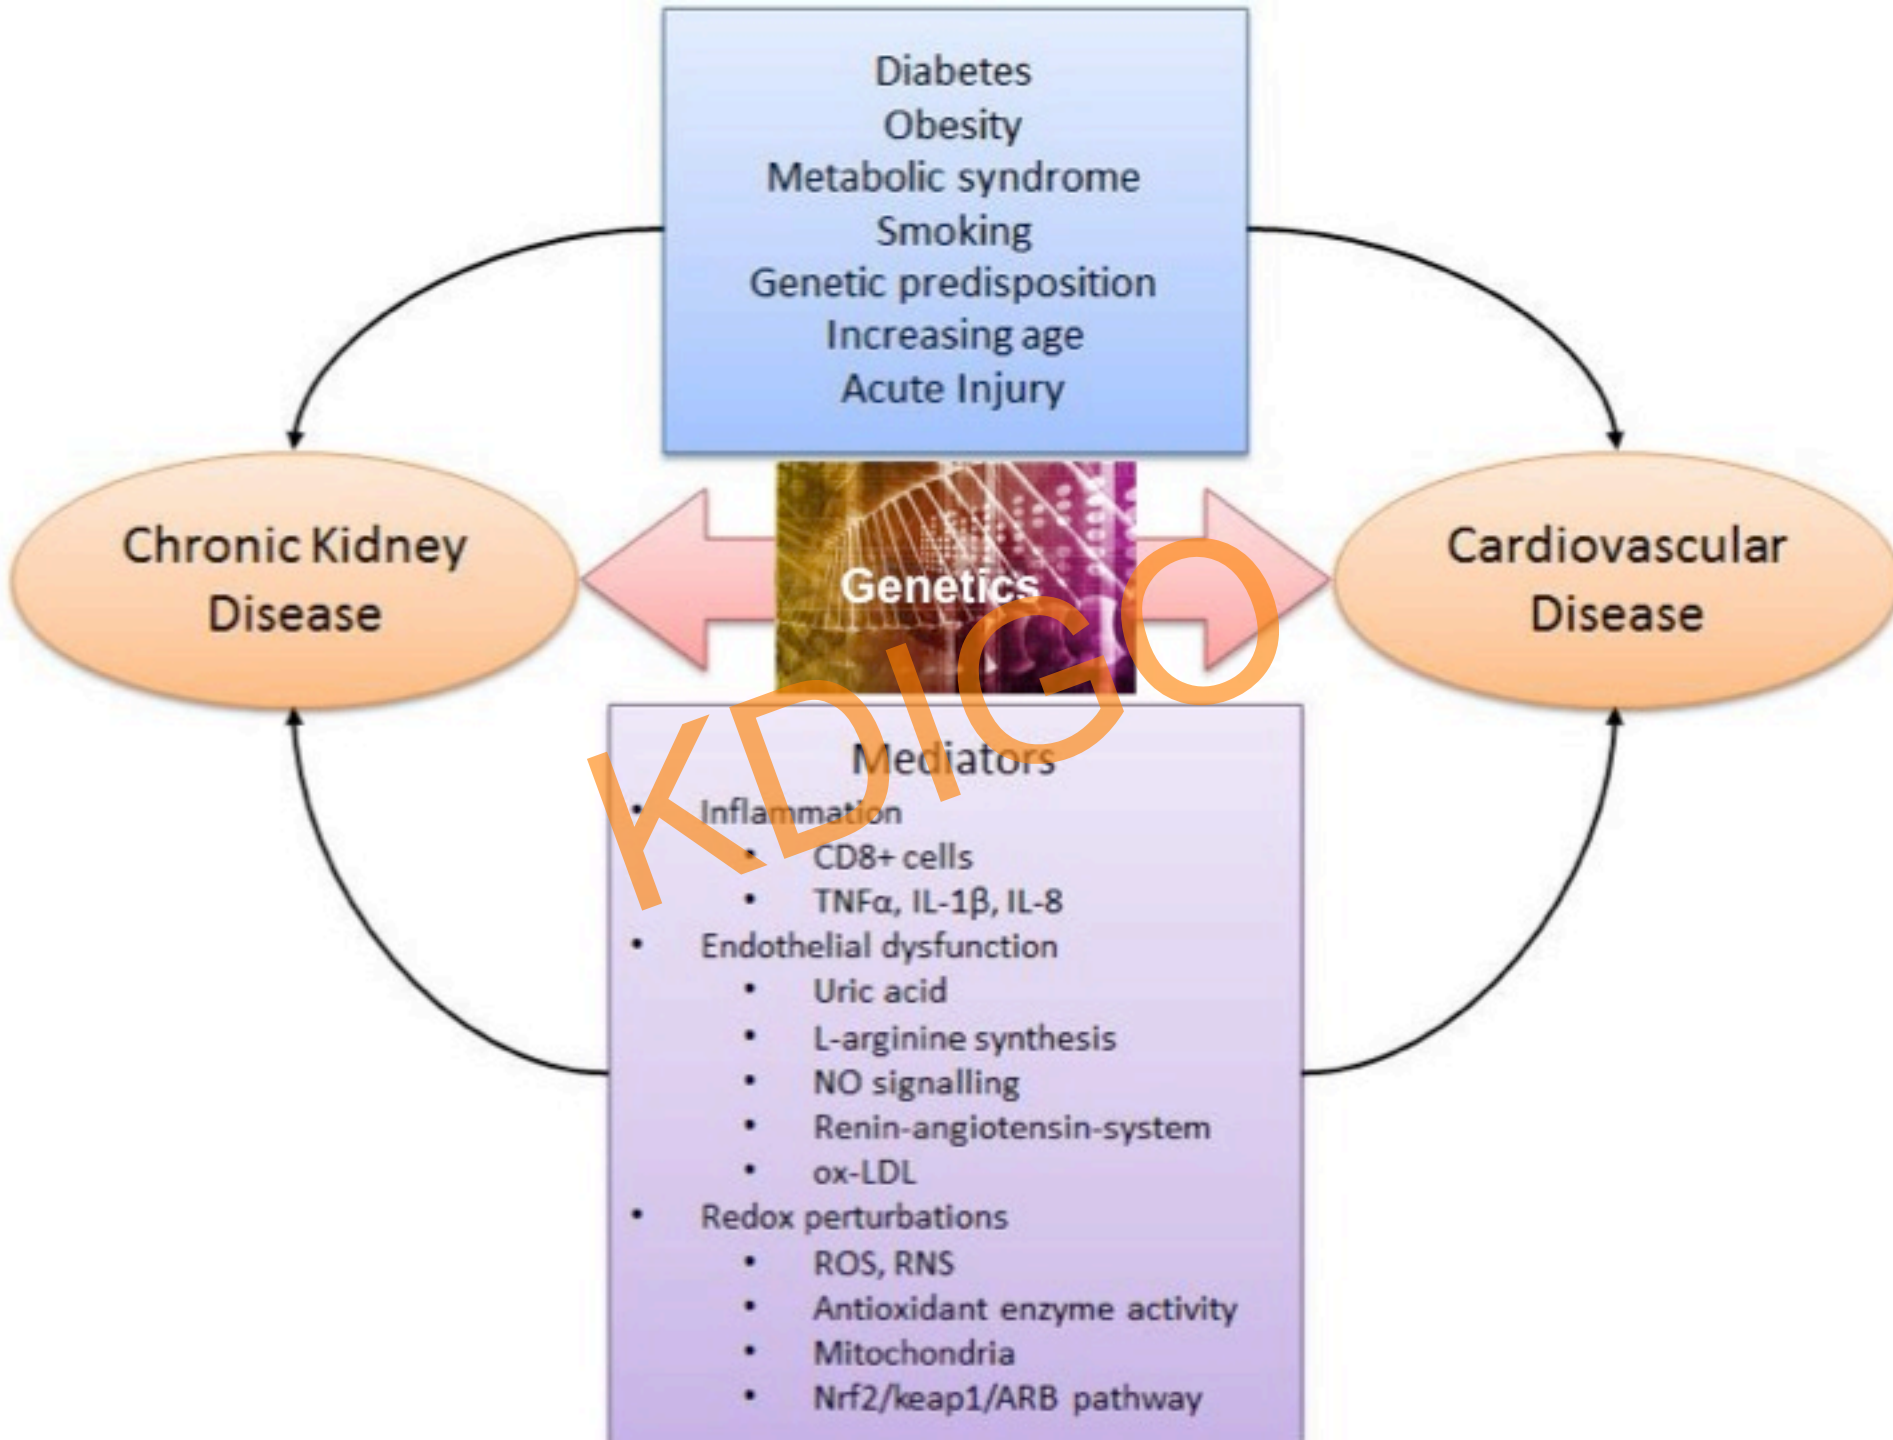 Diabetes
Obesity
Metabolic syndrome
Smoking
Genetic predisposition
Increasing age
Acute Injury
Chronic Kidney
Disease
Genetics
Cardiovascular
Disease
KDIGO
Mediators
• Inflammation
• CD8+ cells
• TNFα, IL-1β, IL-8
• Endothelial dysfunction
• Uric acid
• L-arginine synthesis
• NO signalling
• Renin-angiotensin-system
• ox-LDL
• Redox perturbations
• ROS, RNS
• Antioxidant enzyme activity
• Mitochondria
• Nrf2/keap1/ARB pathway